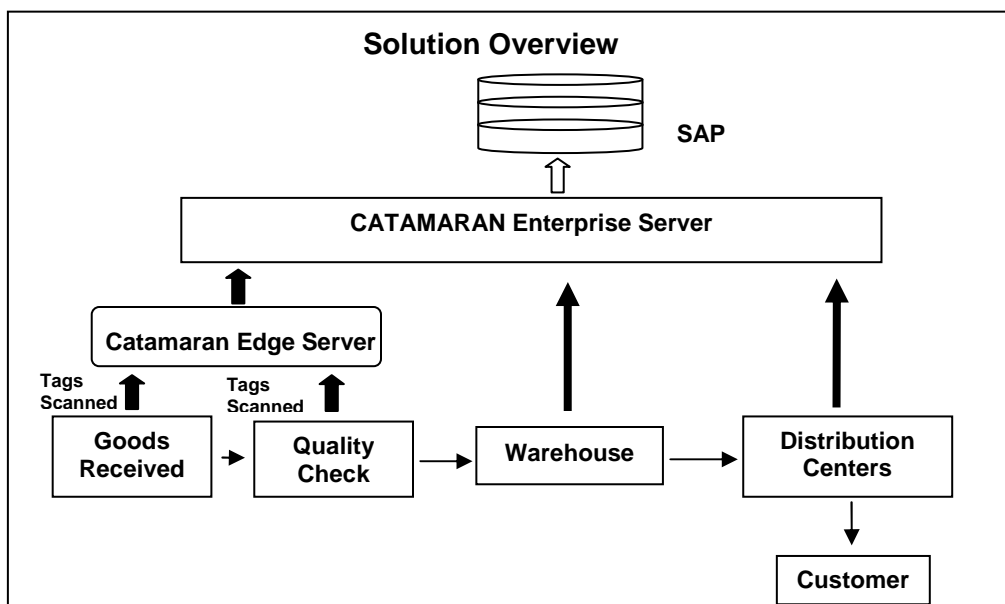 Solution Overview
SAP
CATAMARAN Enterprise Server
Catamaran Edge Server
Tags
Scanned
Tags
Scanned
Goods
Received
Quality
Check
Warehouse
Distribution
Centers
Customer